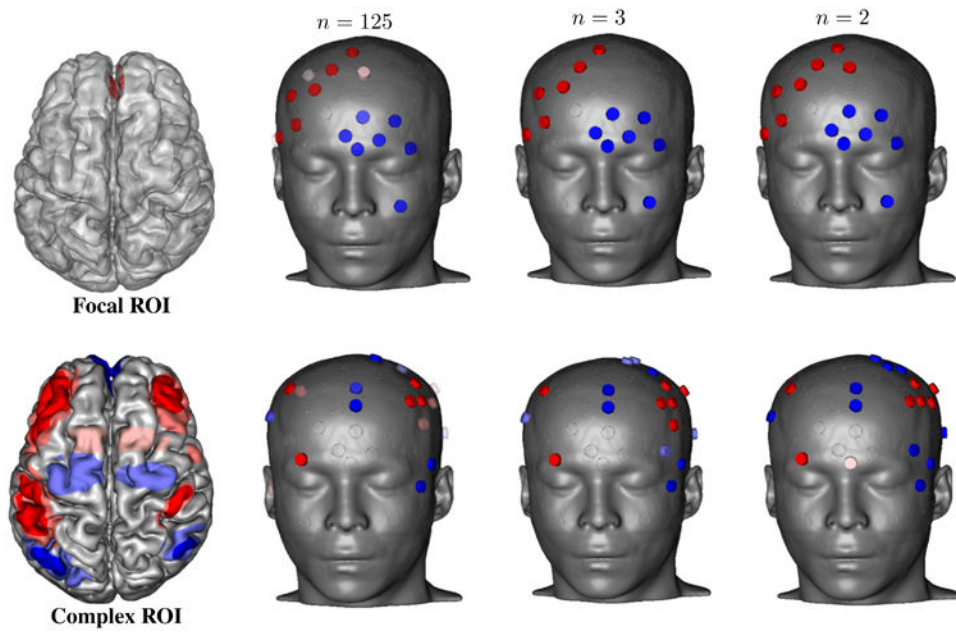 n = 125
n = 3
n = 2
Focal ROI
Complex ROI